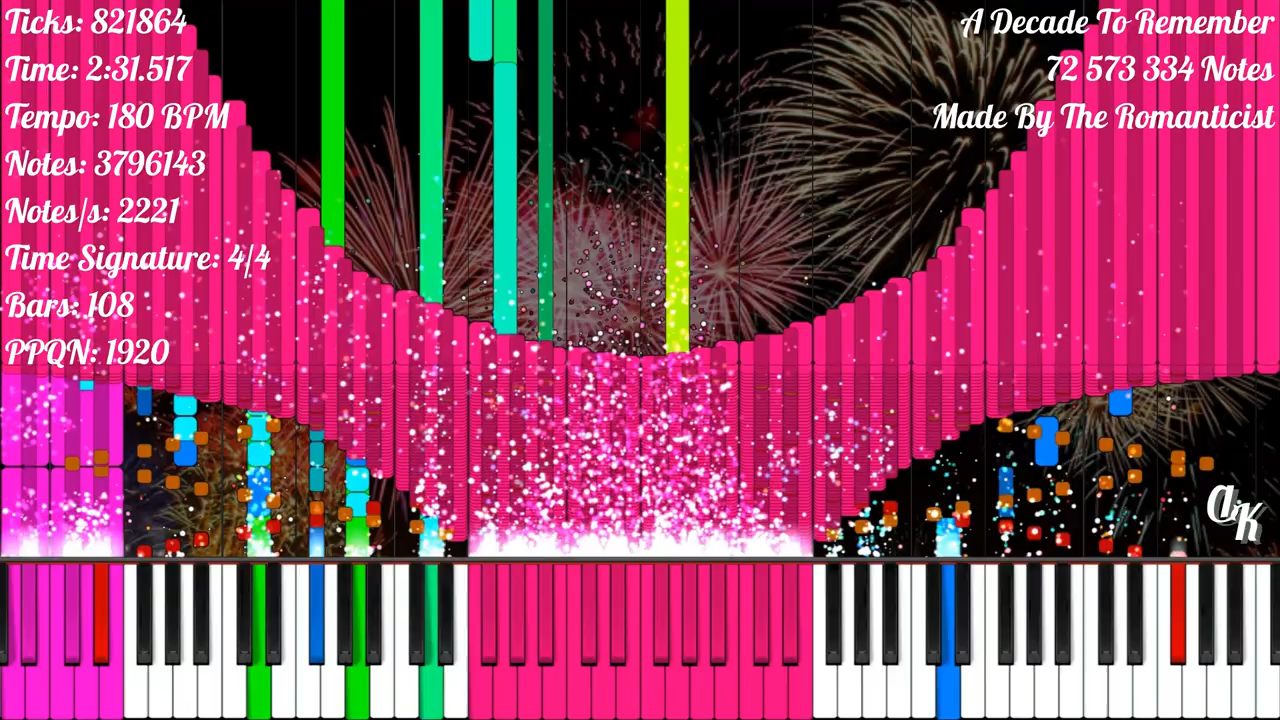 Ticks: 821864
Time: 2:31.517
Tempo: 180 BPM
Notes: 3796143
Notes/s: 2221
Time Signature: 4/4
Bars: 108
PPQN: 1920
A Decade To Remember
72 573 334 Notes
Made By The Romanticist
aK